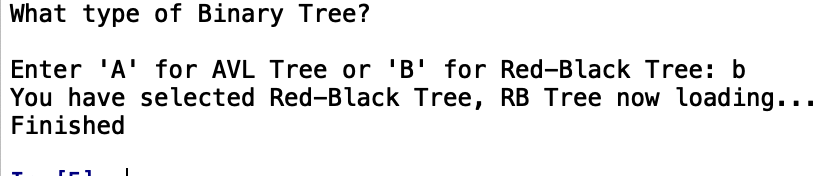 What type of Binary Tree?
Enter 'A' for AVL Tree or 'B' for Red-Black Tree: b
You have selected Red-Black Tree, RB Tree now loading...
Finished